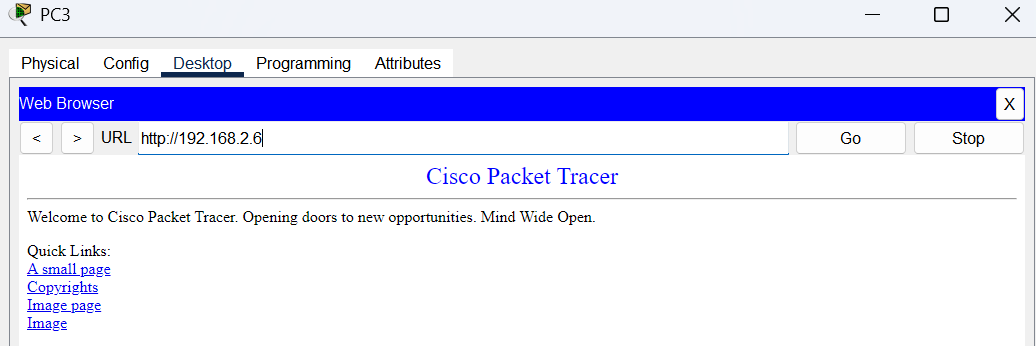 PC3
Physical Config Desktop Programming Attributes
Web Browser X
< > URL http://192.168.2.6 Go Stop
Cisco Packet Tracer
Welcome to Cisco Packet Tracer. Opening doors to new opportunities. Mind Wide Open.
Quick Links:
A small page
Copyrights
Image page
Image